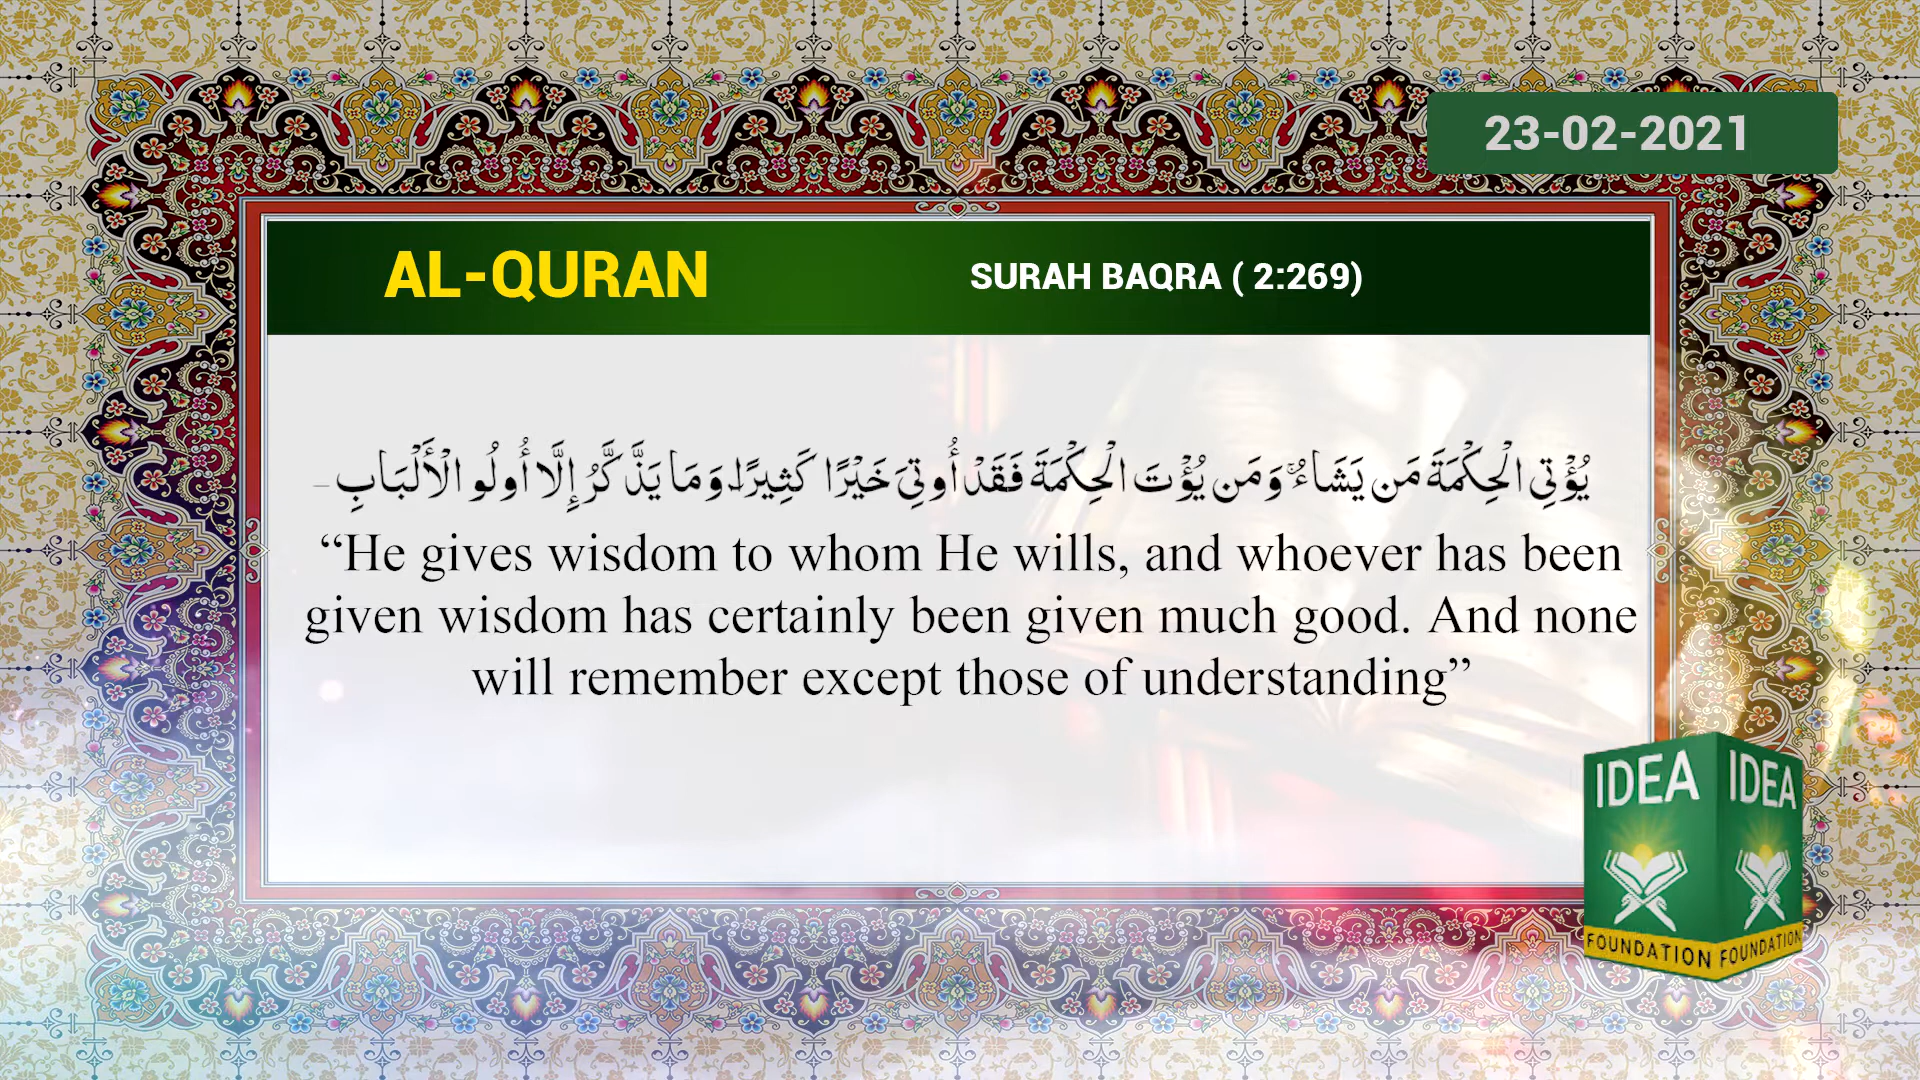 23-02-2021
AL-QURAN SURAH BAQRA ( 2:269)
يُؤْتِي الْحِكْمَةَ مَن يَشَاءُ ۚ وَمَن يُؤْتَ الْحِكْمَةَ فَقَدْ أُوتِيَ خَيْرًا كَثِيرًا ۗ وَمَا يَذَّكَّرُ إِلَّا أُولُو الْأَلْبَابِ -
“He gives wisdom to whom He wills, and whoever has been
given wisdom has certainly been given much good. And none
will remember except those of understanding”
IDEA IDEA
FOUNDATION FOUNDATION